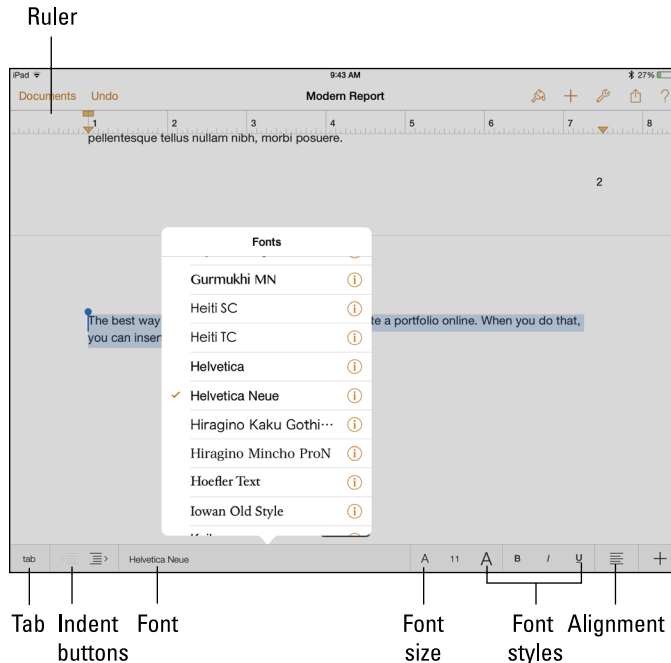 Ruler
iPad 9:43 AM 27%
Documents Undo Modern Report ?
1 2 3 4 5 6 7 8
pellentesque tellus nullam nibh, morbi posuere.
2
Fonts
Gurmukhi MN
Heiti SC
The best way te a portfolio online. When you do that,
Heiti TC
you can inser
Helvetica
Helvetica Neue
Hiragino Kaku Gothi···
Hiragino Mincho ProN
Hoefler Text
Iowan Old Style
tab Helvetica Neue A 11 A B I U
Tab Indent buttons Font Font size Font styles Alignment